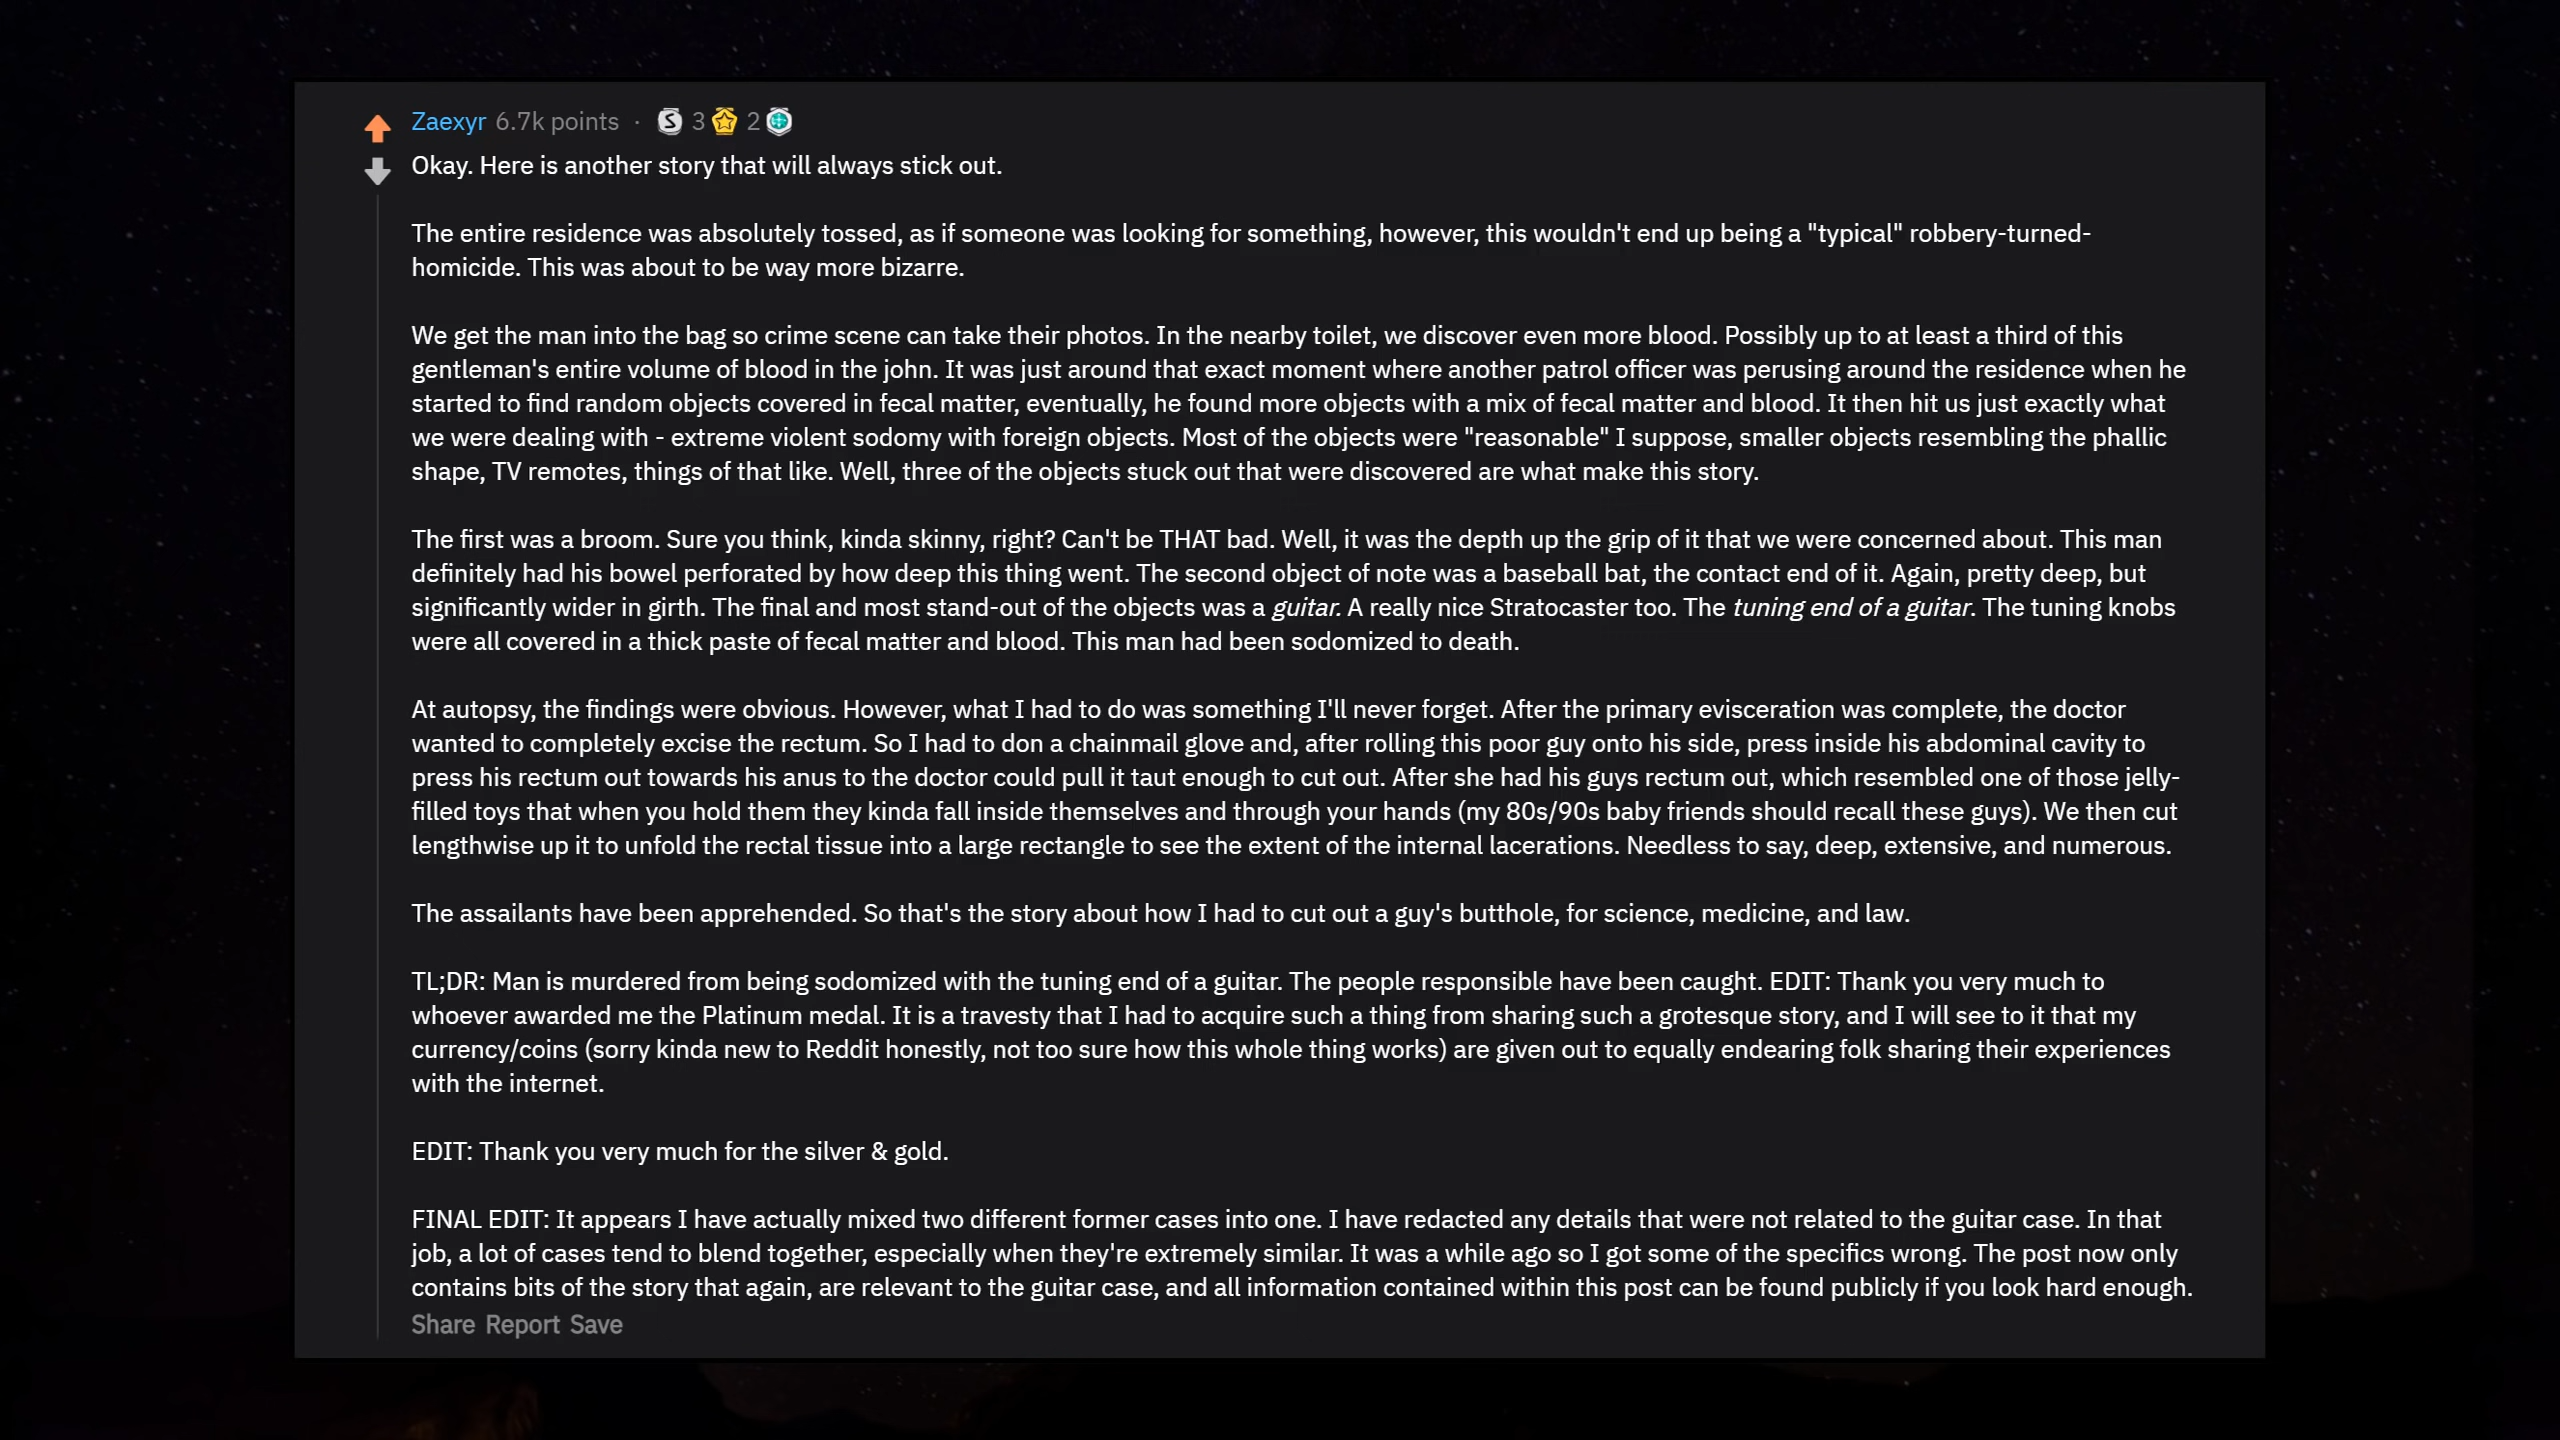 Zaexyr 6.7k points · S 3 2
Okay. Here is another story that will always stick out.
The entire residence was absolutely tossed, as if someone was looking for something, however, this wouldn't end up being a "typical" robbery-turned-
homicide. This was about to be way more bizarre.
We get the man into the bag so crime scene can take their photos. In the nearby toilet, we discover even more blood. Possibly up to at least a third of this
gentleman's entire volume of blood in the john. It was just around that exact moment where another patrol officer was perusing around the residence when he
started to find random objects covered in fecal matter, eventually, he found more objects with a mix of fecal matter and blood. It then hit us just exactly what
we were dealing with - extreme violent sodomy with foreign objects. Most of the objects were "reasonable" I suppose, smaller objects resembling the phallic
shape, TV remotes, things of that like. Well, three of the objects stuck out that were discovered are what make this story.
The first was a broom. Sure you think, kinda skinny, right? Can't be THAT bad. Well, it was the depth up the grip of it that we were concerned about. This man
definitely had his bowel perforated by how deep this thing went. The second object of note was a baseball bat, the contact end of it. Again, pretty deep, but
significantly wider in girth. The final and most stand-out of the objects was a guitar. A really nice Stratocaster too. The tuning end of a guitar. The tuning knobs
were all covered in a thick paste of fecal matter and blood. This man had been sodomized to death.
At autopsy, the findings were obvious. However, what I had to do was something I'll never forget. After the primary evisceration was complete, the doctor
wanted to completely excise the rectum. So I had to don a chainmail glove and, after rolling this poor guy onto his side, press inside his abdominal cavity to
press his rectum out towards his anus to the doctor could pull it taut enough to cut out. After she had his guys rectum out, which resembled one of those jelly-
filled toys that when you hold them they kinda fall inside themselves and through your hands (my 80s/90s baby friends should recall these guys). We then cut
lengthwise up it to unfold the rectal tissue into a large rectangle to see the extent of the internal lacerations. Needless to say, deep, extensive, and numerous.
The assailants have been apprehended. So that's the story about how I had to cut out a guy's butthole, for science, medicine, and law.
TL;DR: Man is murdered from being sodomized with the tuning end of a guitar. The people responsible have been caught. EDIT: Thank you very much to
whoever awarded me the Platinum medal. It is a travesty that I had to acquire such a thing from sharing such a grotesque story, and I will see to it that my
currency/coins (sorry kinda new to Reddit honestly, not too sure how this whole thing works) are given out to equally endearing folk sharing their experiences
with the internet.
EDIT: Thank you very much for the silver & gold.
FINAL EDIT: It appears I have actually mixed two different former cases into one. I have redacted any details that were not related to the guitar case. In that
job, a lot of cases tend to blend together, especially when they're extremely similar. It was a while ago so I got some of the specifics wrong. The post now only
contains bits of the story that again, are relevant to the guitar case, and all information contained within this post can be found publicly if you look hard enough.
Share Report Save